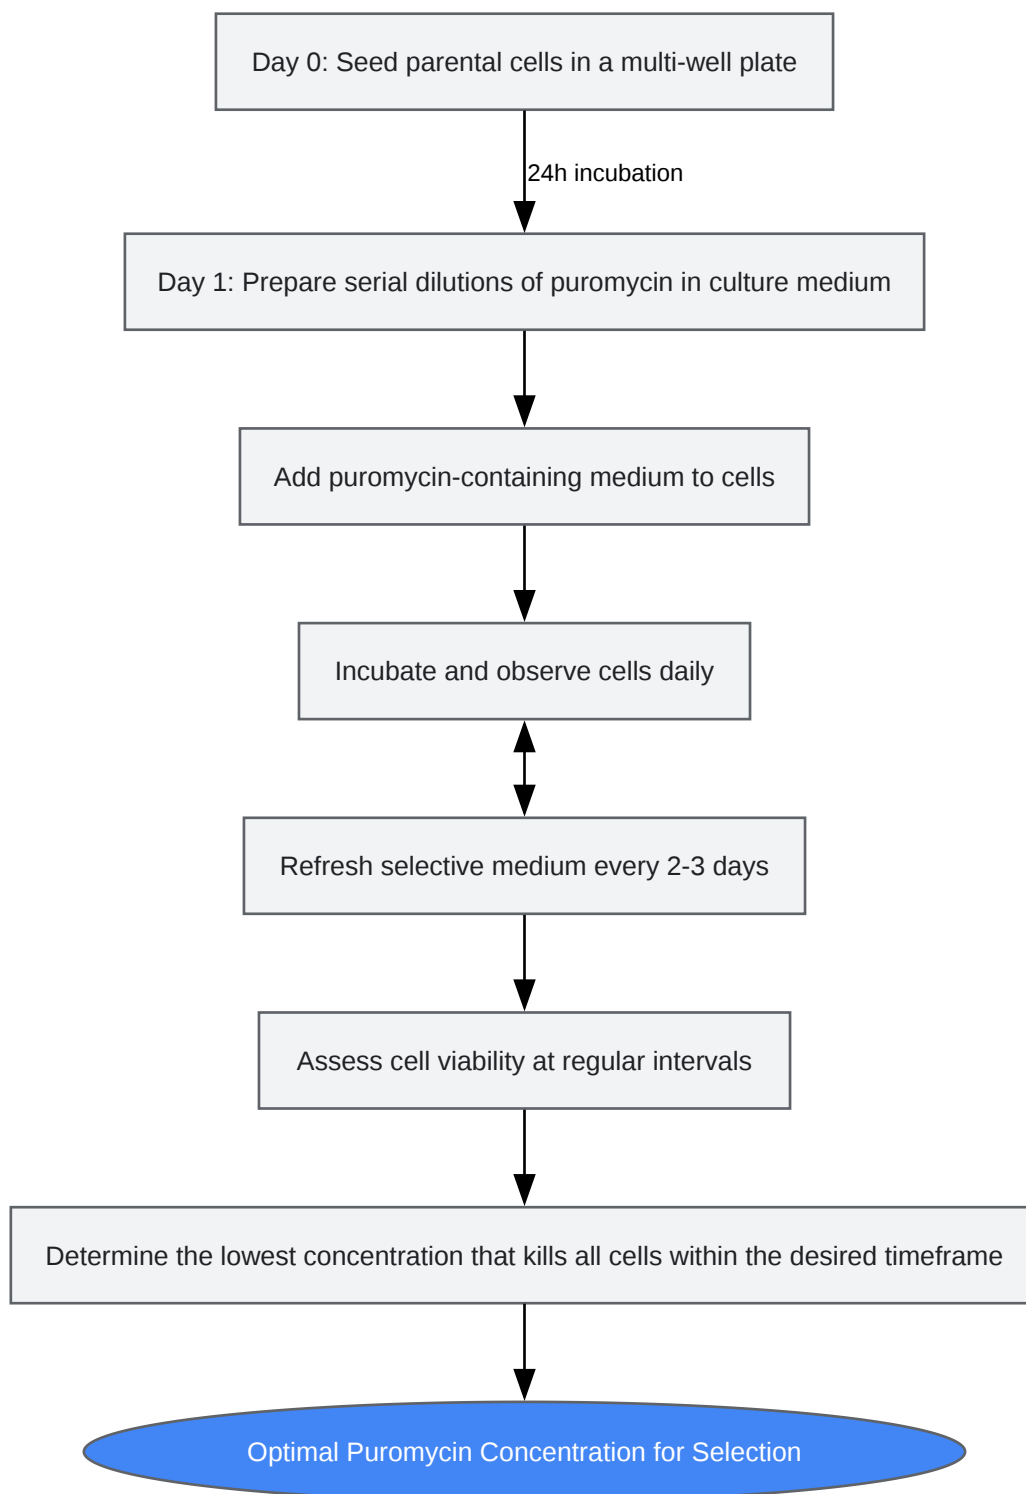 Day 0: Seed parental cells in a multi-well plate
24h incubation
Day 1: Prepare serial dilutions of puromycin in culture medium
Add puromycin-containing medium to cells
Incubate and observe cells daily
Refresh selective medium every 2-3 days
Assess cell viability at regular intervals
Determine the lowest concentration that kills all cells within the desired timeframe
Optimal Puromycin Concentration for Selection